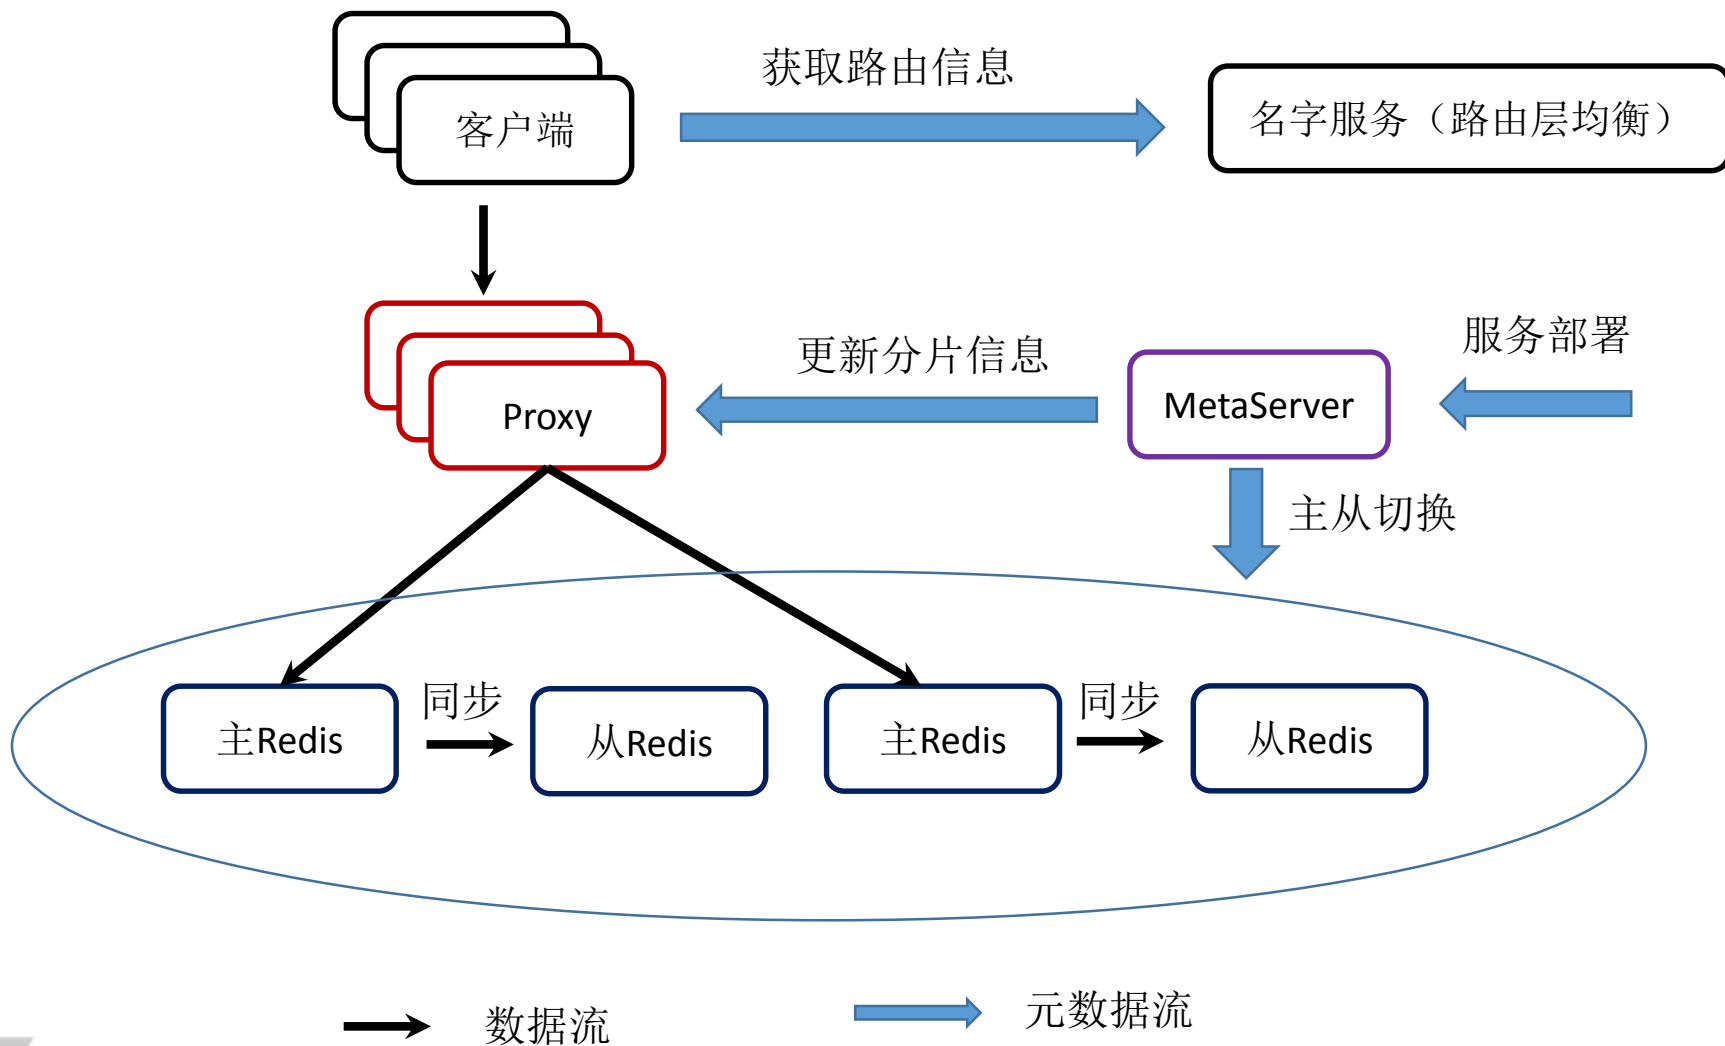 获取路由信息
客户端
名字服务（路由层均衡）
服务部署
更新分片信息
MetaServer
Proxy
主从切换
同步
同步
主Redis
从Redis
主Redis
从Redis
数据流
元数据流